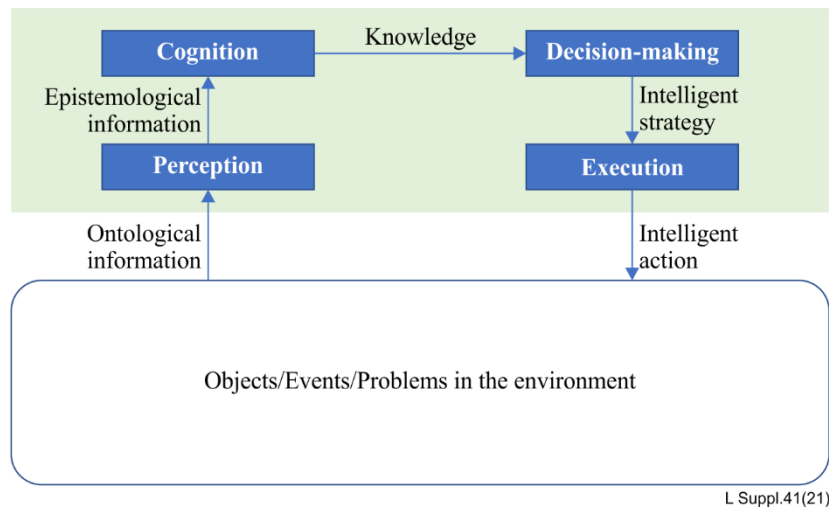 Cognition
Knowledge
Decision-making
Epistemological
information
Intelligent
strategy
Perception
Execution
Ontological
information
Intelligent
action
Objects/Events/Problems in the environment
L Suppl.41(21)